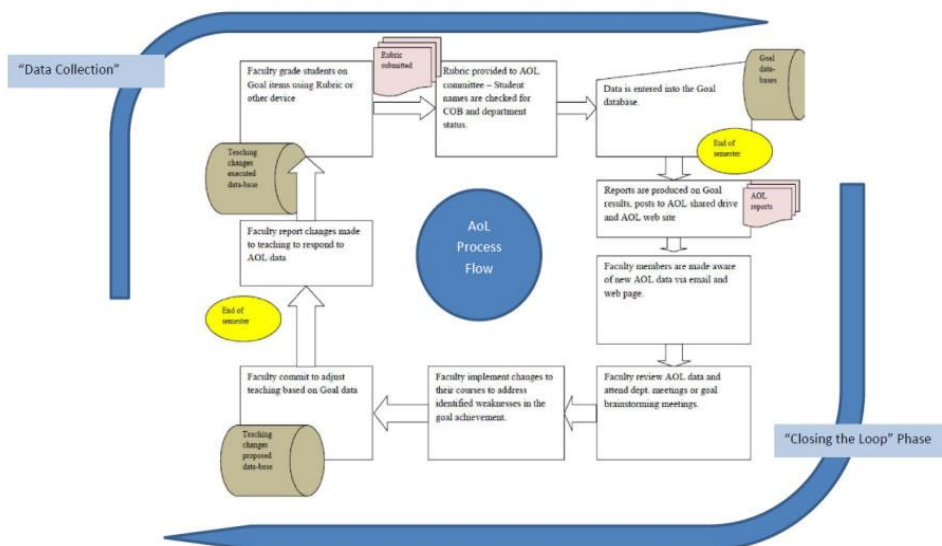 "Data Collection"
Faculty grade students on
Goal items using Rubric or
other device
Rubric
submitted
Rubric provided to AOL
committee – Student
names are checked for
COB and department
status.
Data is entered into the Goal
database.
Goal
data-
bases
End of
semester
Teaching
changes
executed
data-base
Reports are produced on Goal
results, posts to AOL shared drive
and AOL web site
AOL
reports
Faculty report changes made
to teaching to respond to
AOL data
AoL
Process
Flow
Faculty members are made aware
of new AOL data via email and
web page.
End of
semester
Faculty commit to adjust
teaching based on Goal data
Faculty implement changes to
their courses to address
identified weaknesses in the
goal achievement.
Faculty review AOL data and
attend dept. meetings or goal
brainstorming meetings.
Teaching
changes
proposed
data-base
"Closing the Loop" Phase